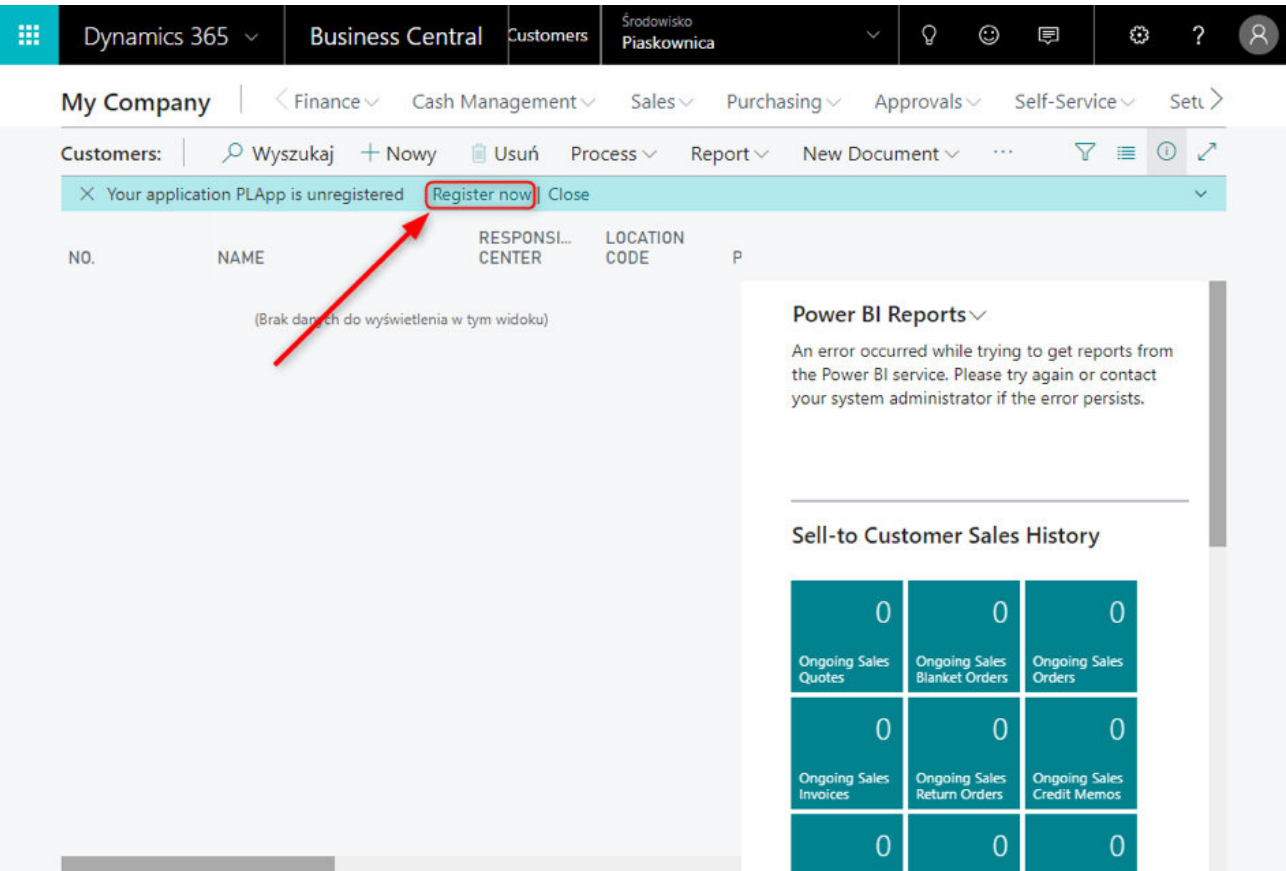 Dynamics 365
Business Central
Customers
Środowisko
Piaskownica
?
My Company
Finance
Cash Management
Sales
Purchasing
Approvals
Self-Service
Setu
Customers:
Wyszukaj
+ Nowy
Usuń
Process
Report
New Document
...
Your application PLApp is unregistered Register now | Close
NO.
NAME
RESPONSI...
CENTER
LOCATION
CODE
P
(Brak danych do wyświetlenia w tym widoku)
Power BI Reports
An error occurred while trying to get reports from
the Power BI service. Please try again or contact
your system administrator if the error persists.
Sell-to Customer Sales History
0
Ongoing Sales
Quotes
0
Ongoing Sales
Blanket Orders
0
Ongoing Sales
Orders
0
Ongoing Sales
Invoices
0
Ongoing Sales
Return Orders
0
Ongoing Sales
Credit Memos
0
0
0